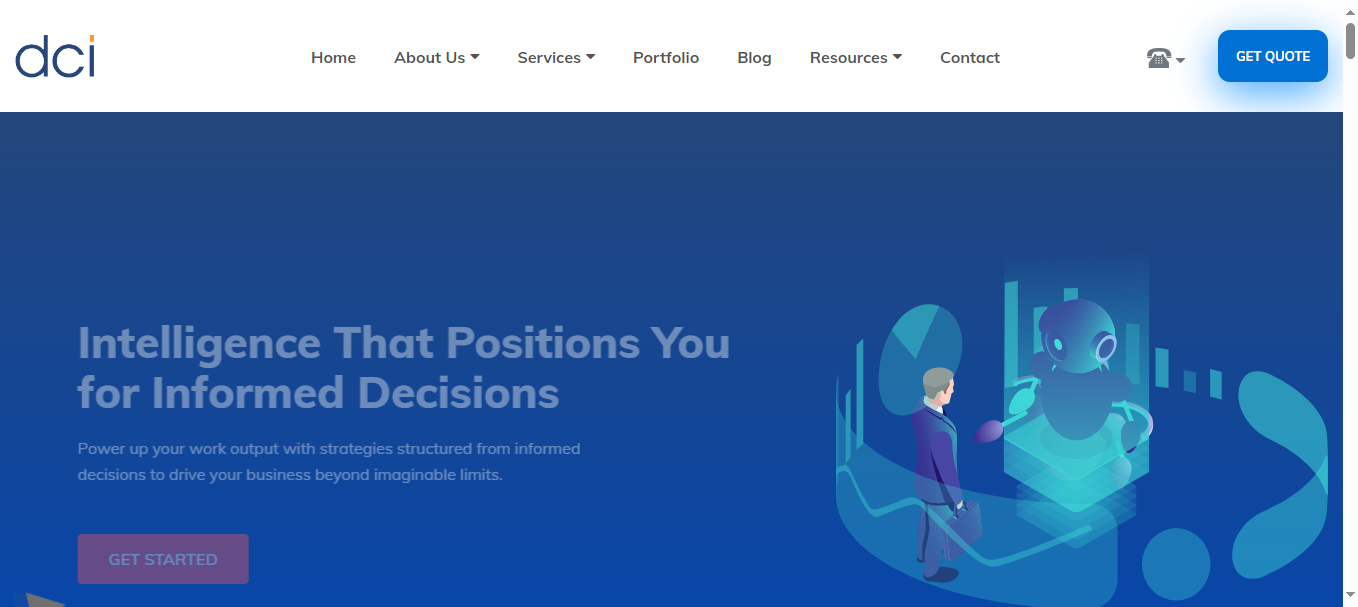 dci
Home
About Us
Services
Portfolio
Blog
Resources
Contact
GET QUOTE
Intelligence That Positions You
for Informed Decisions
Power up your work output with strategies structured from informed
decisions to drive your business beyond imaginable limits.
GET STARTED